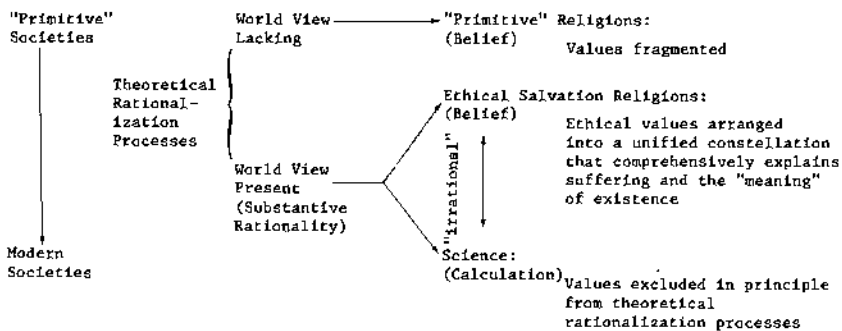 "Primitive"
Societies
World View
Lacking
"Primitive" Religions:
(Belief)
Values fragmented
Theoretical
Rational-
ization
Processes
Ethical Salvation Religions:
(Belief)
Ethical values arranged
into a unified constellation
that comprehensively explains
suffering and the "meaning"
of existence
World View
Present
(Substantive
Rationality)
"irrational"
Modern
Societies
Science:
(Calculation)
Values excluded in principle
from theoretical
rationalization processes